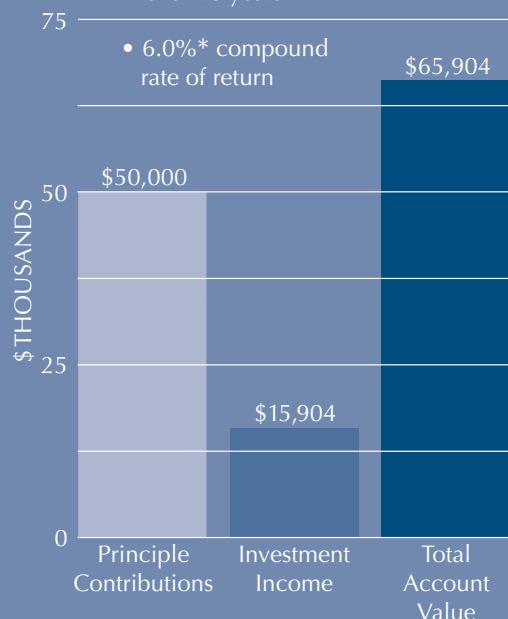 75
• 6.0%* compound
rate of return
$65,904
$50,000
50
$ THOUSANDS
25
$15,904
0
Principle
Contributions
Investment
Income
Total
Account
Value